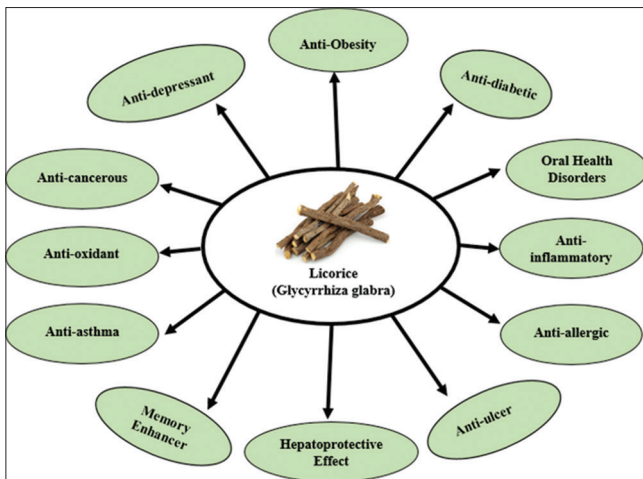 Anti-Obesity
Anti-depressant
Anti-diabetic
Anti-cancerous
Oral Health
Disorders
Anti-oxidant
Anti-
inflammatory
Licorice
(Glycyrrhiza glabra)
Anti-asthma
Anti-allergic
Memory
Enhancer
Hepatoprotective
Effect
Anti-ulcer